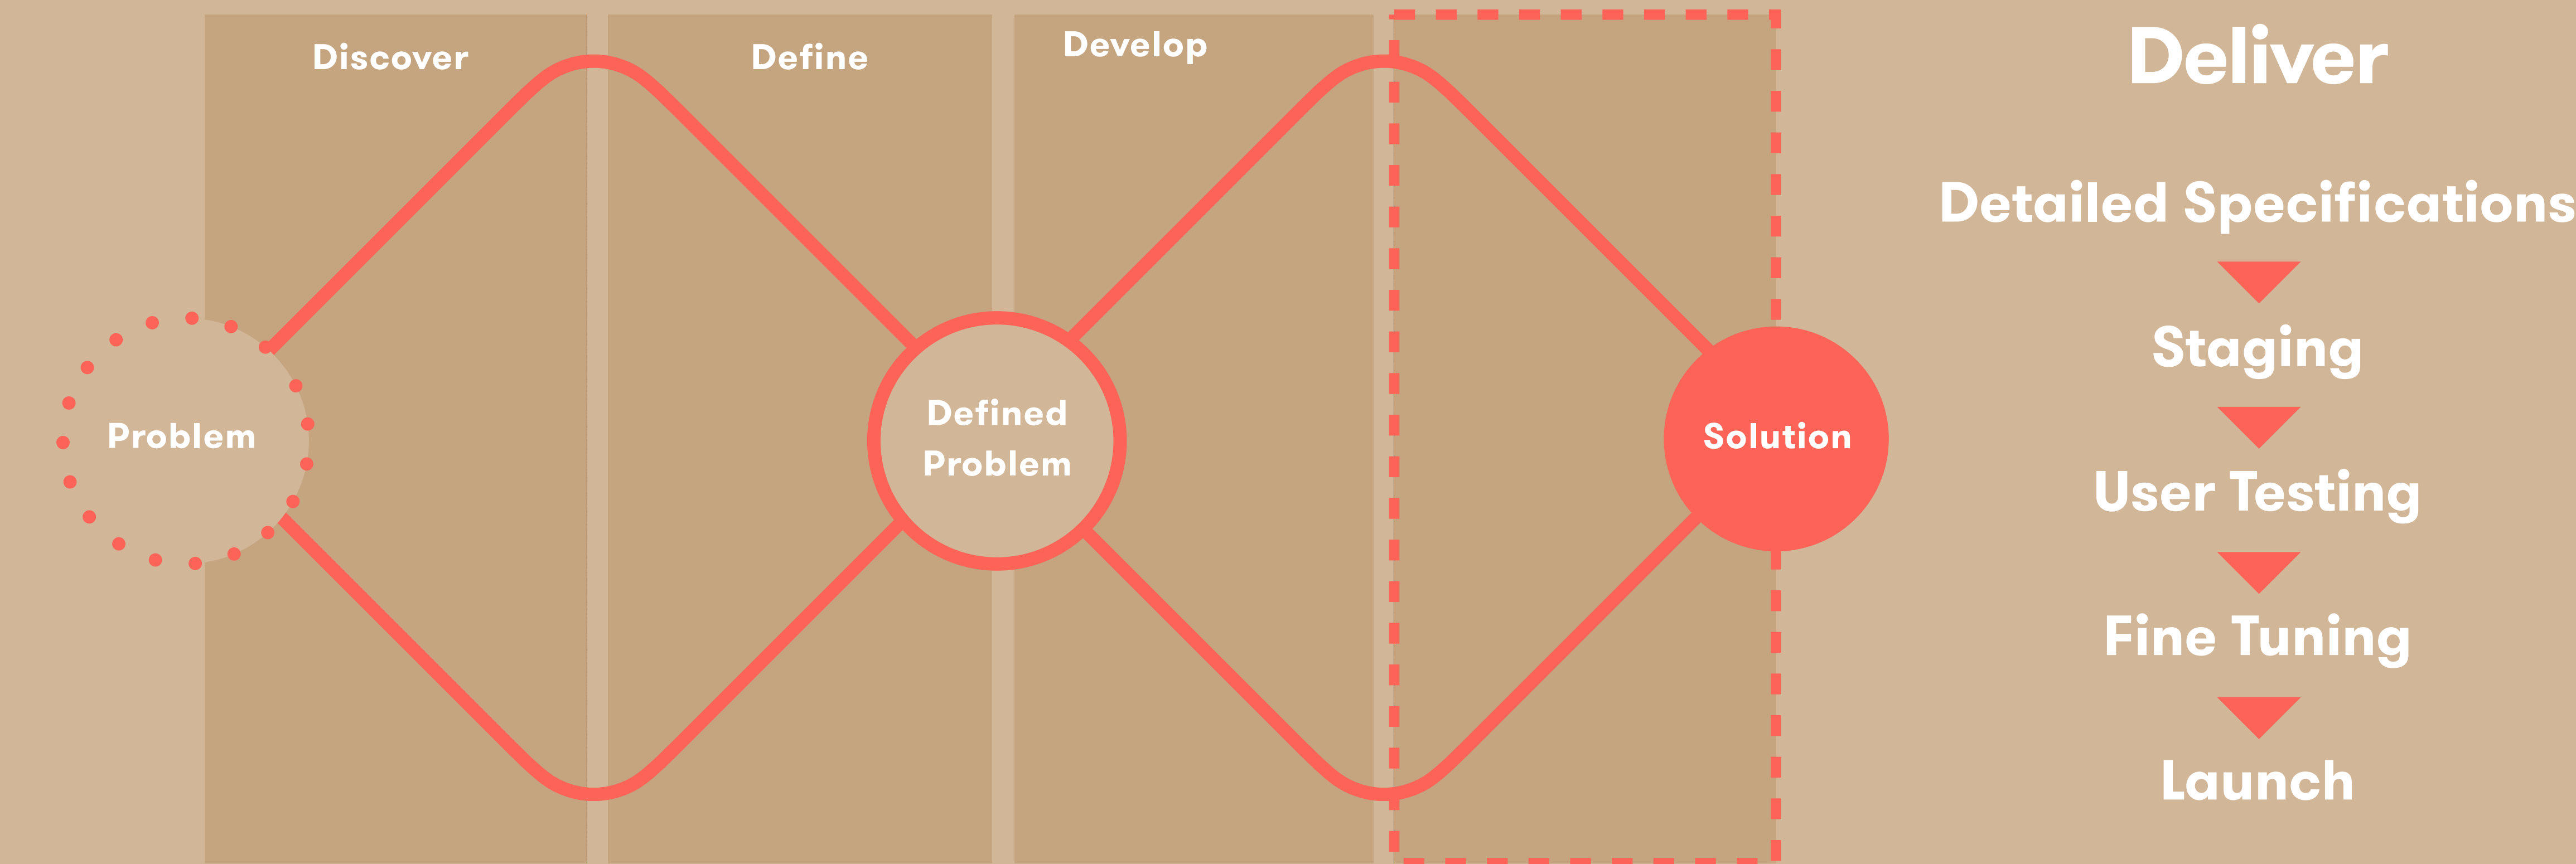 Discover
Define
Develop
Problem
Defined
Problem
Solution
Deliver
Detailed Specifications
Staging
User Testing
Fine Tuning
Launch